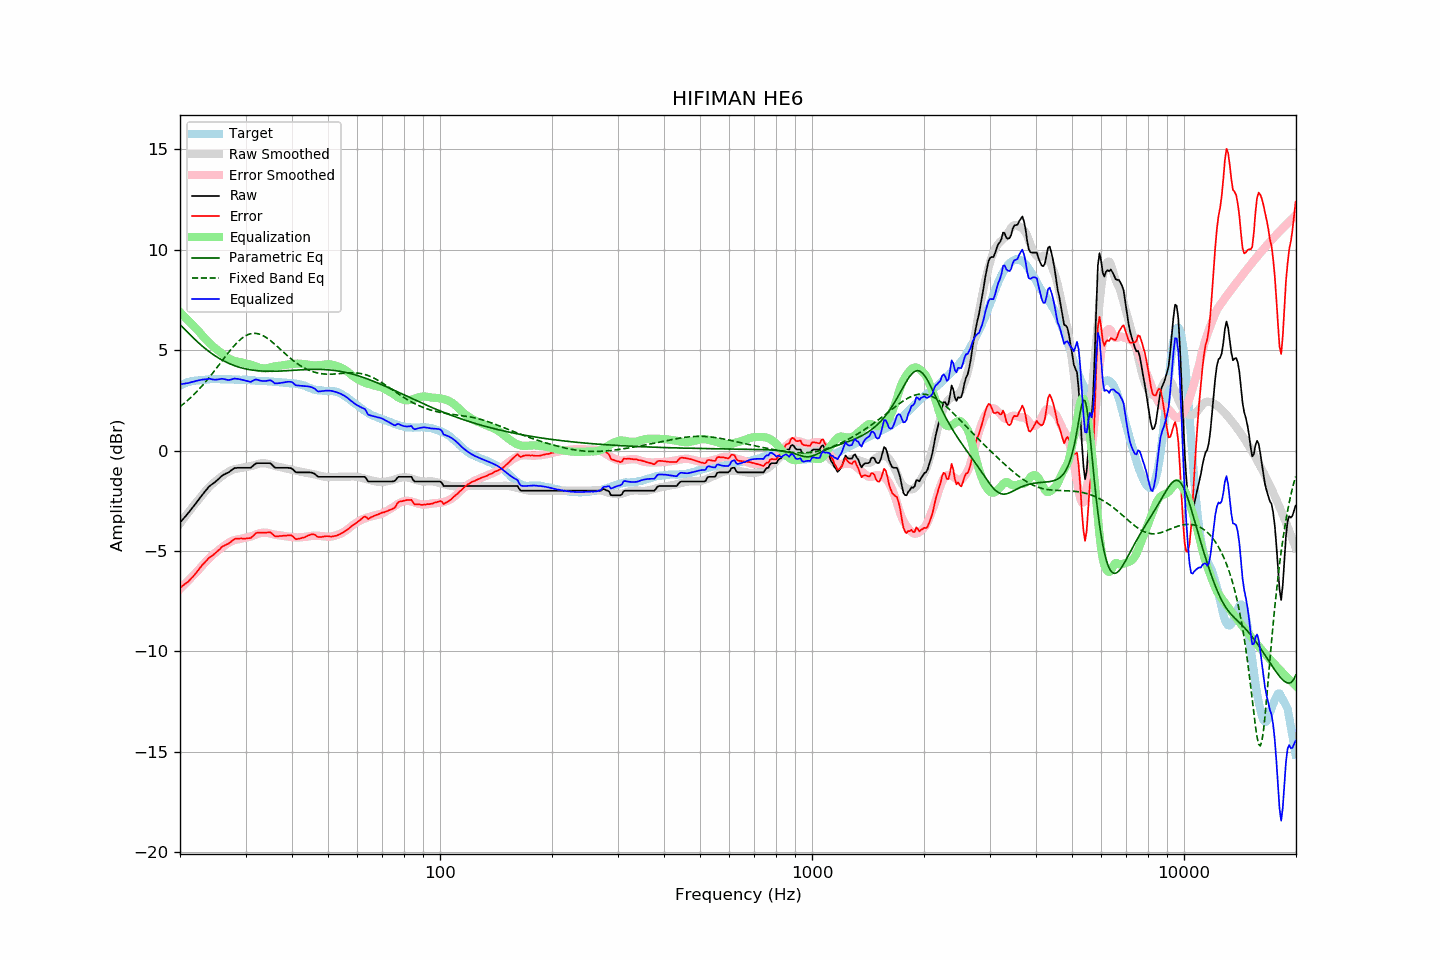 HIFIMAN HE6
Target
Raw Smoothed
Error Smoothed
Raw
Error
Equalization
Parametric Eq
Fixed Band Eq
Equalized
15
10
5
0
−5
−10
−15
−20
Amplitude (dBr)
100
1000
10000
Frequency (Hz)